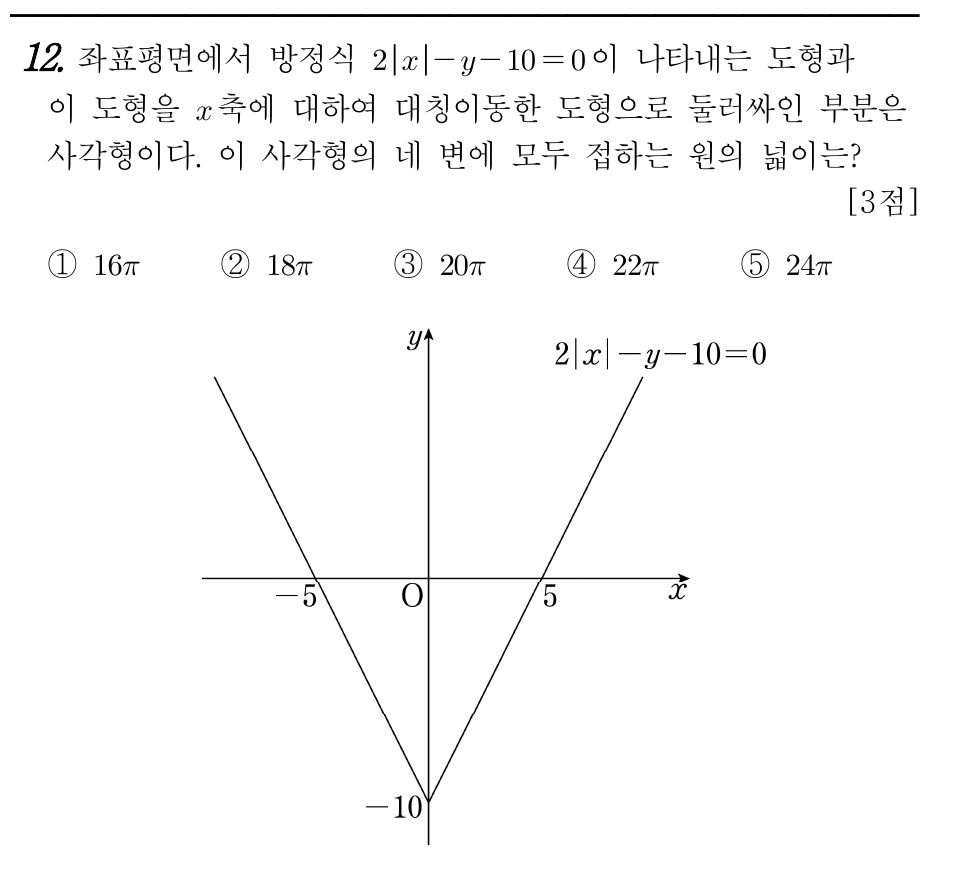 12. 좌표평면에서 방정식 2|x|-y-10=0이 나타내는 도형과
이 도형을 x축에 대하여 대칭이동한 도형으로 둘러싸인 부분은
사각형이다. 이 사각형의 네 변에 모두 접하는 원의 넓이는?
[3점]
① 16π ② 18π ③ 20π ④ 22π ⑤ 24π
y
2|x|-y-10=0
-5 O 5 x
-10